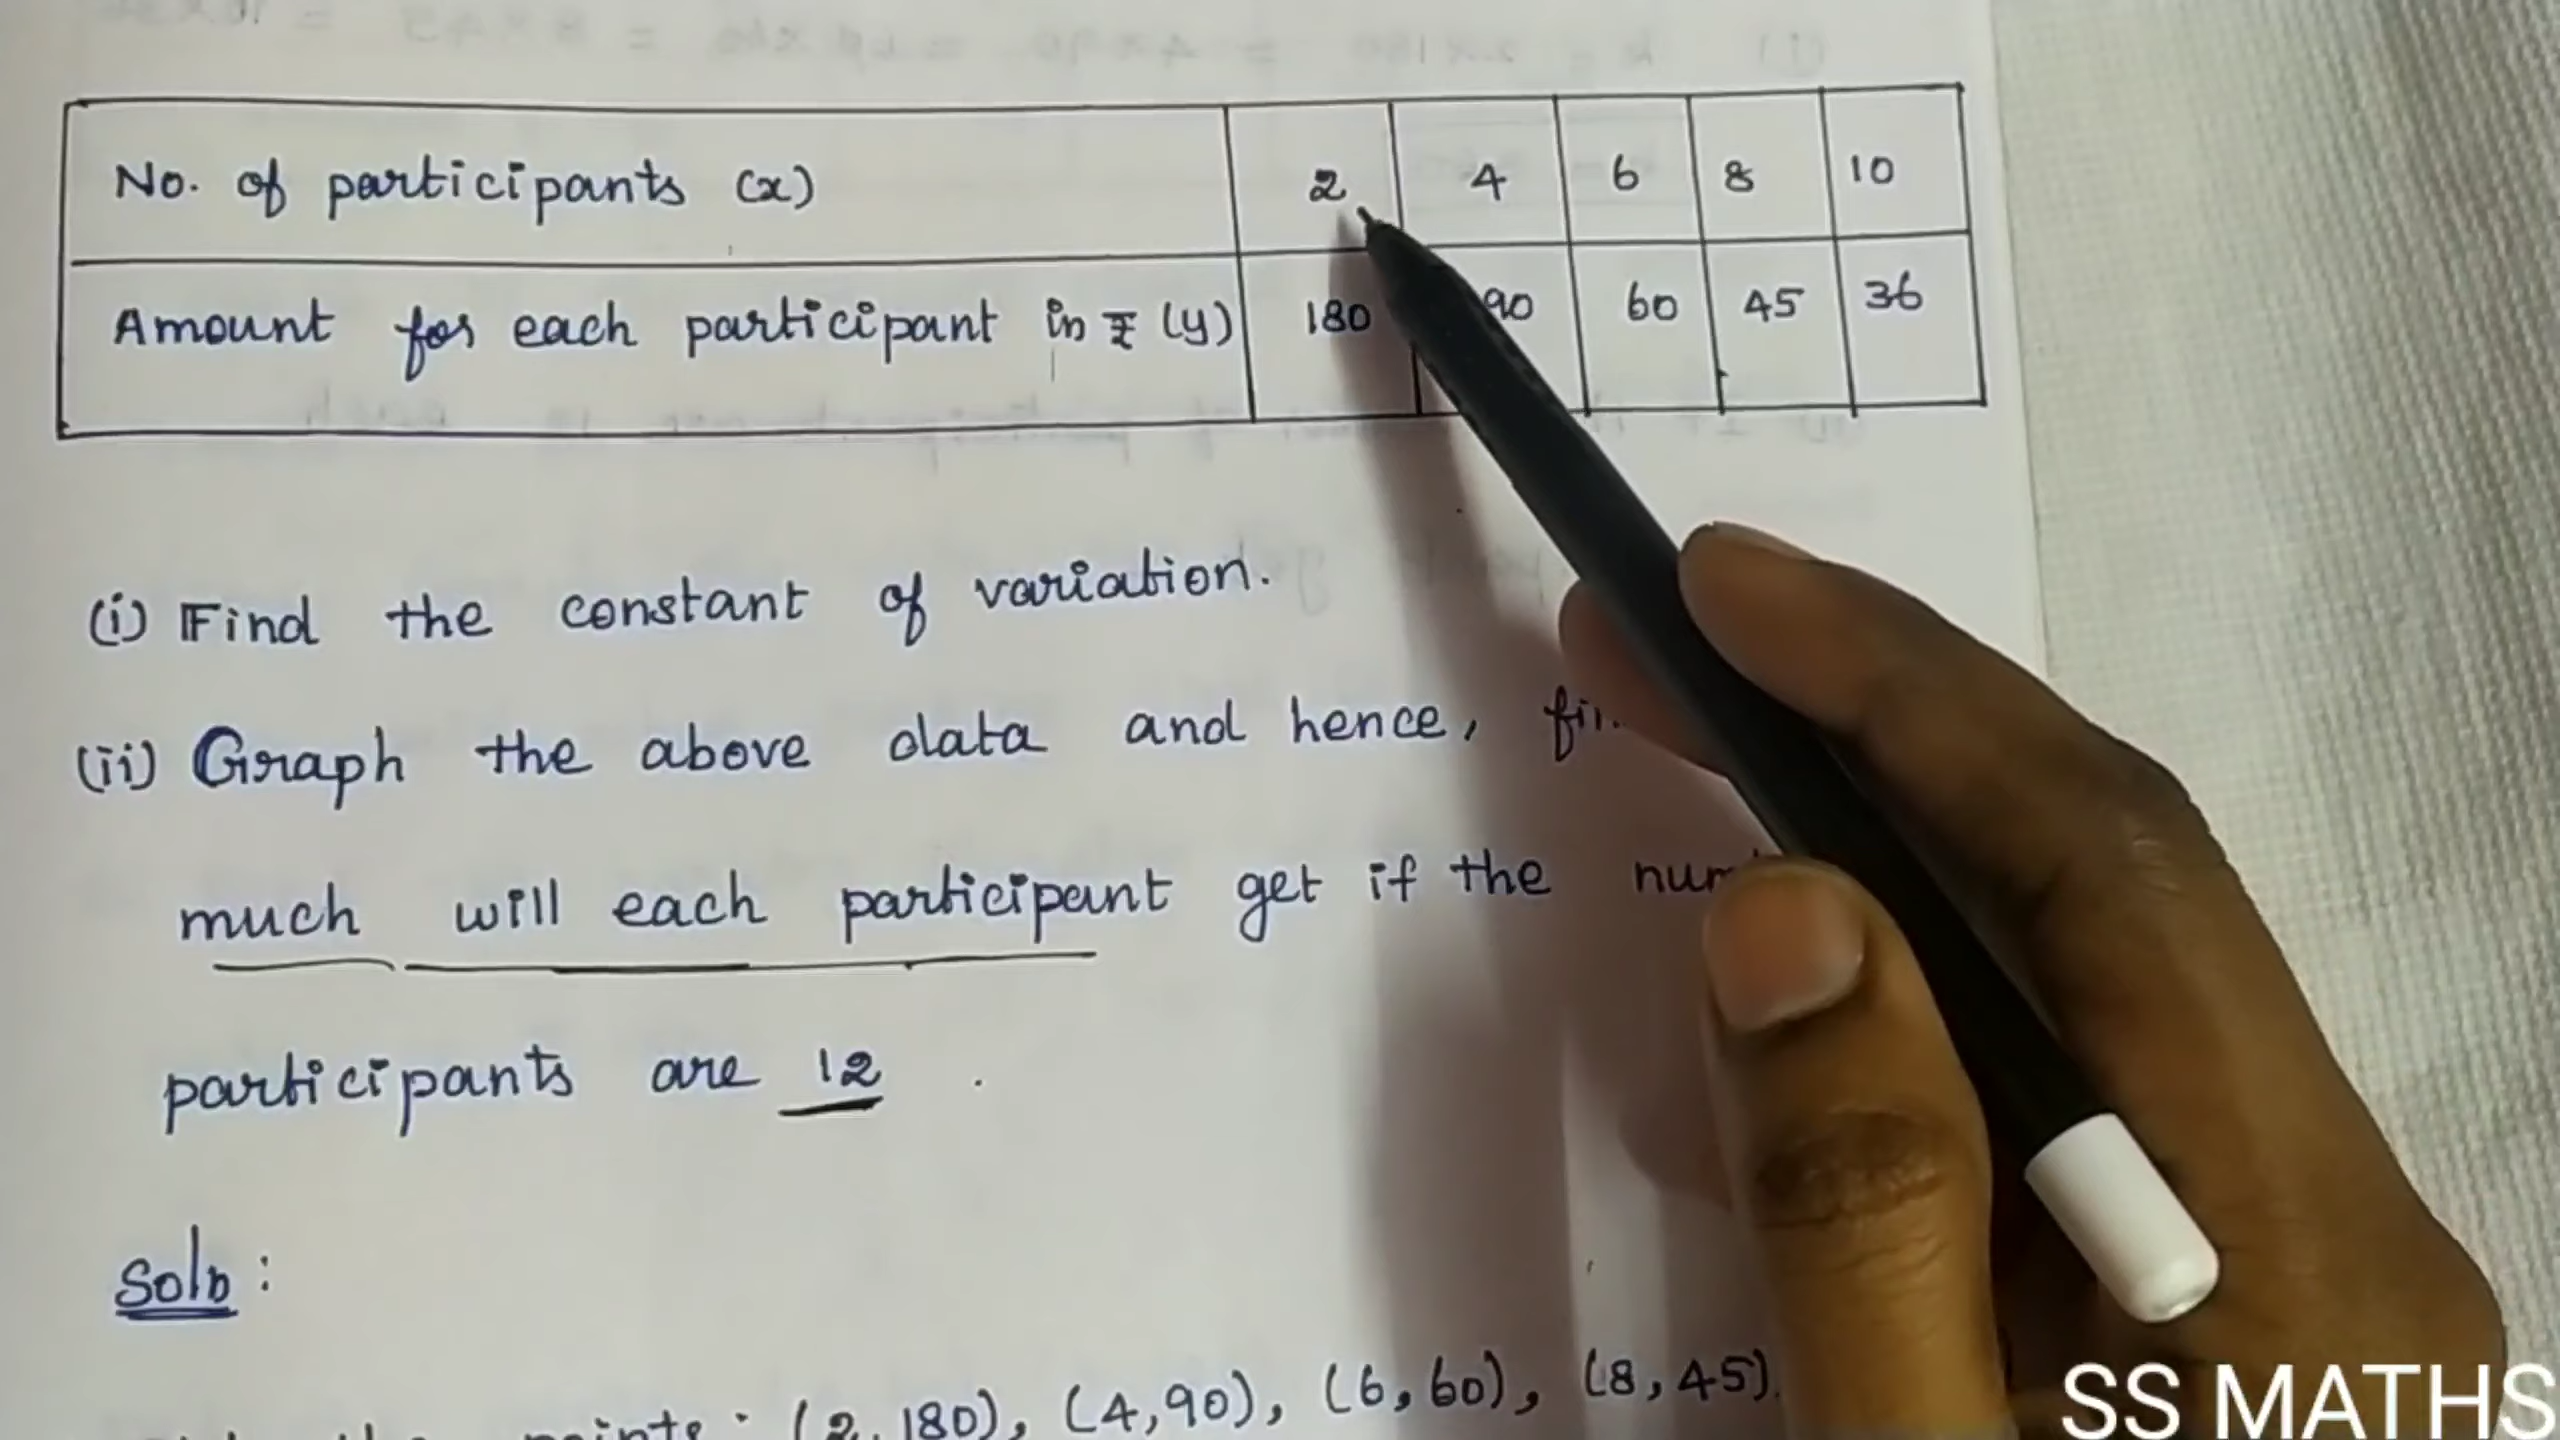 No. of participants (x) 2 4 6 8 10
Amount for each participant in ₹ (y) 180 90 60 45 36
(i) Find the constant of variation.
(ii) Graph the above data and hence,
much will each participant get if the
participants are 12.
Soln:
(2,180), (4,90), (6,60), (8,45).
SS MATHS